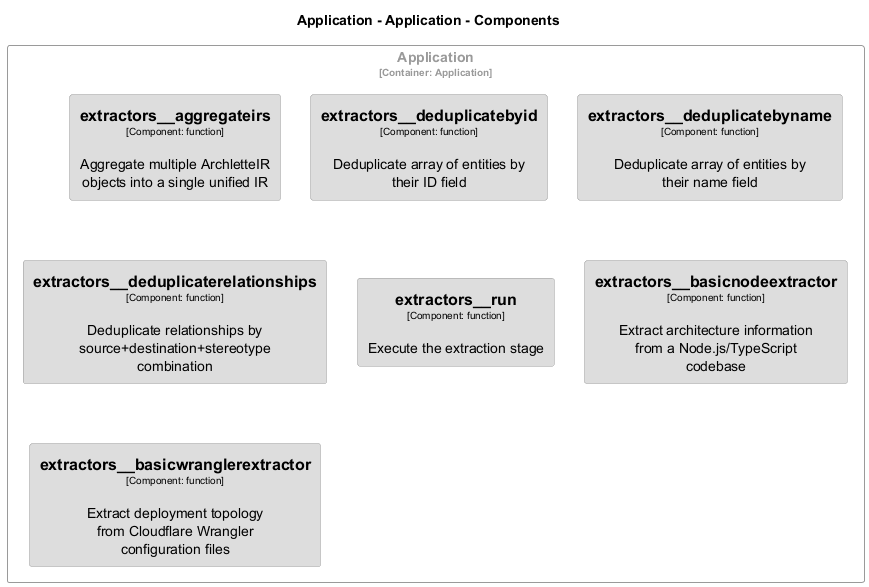 Application - Application - Components
Application
[Container: Application]
extractors__aggregateirs
[Component: function]
Aggregate multiple ArchletteIR
objects into a single unified IR
extractors__deduplicatebyid
[Component: function]
Deduplicate array of entities by
their ID field
extractors__deduplicatebyname
[Component: function]
Deduplicate array of entities by
their name field
extractors__deduplicaterelationships
[Component: function]
Deduplicate relationships by
source+destination+stereotype
combination
extractors__run
[Component: function]
Execute the extraction stage
extractors__basicnodeextractor
[Component: function]
Extract architecture information
from a Node.js/TypeScript
codebase
extractors__basicwranglerextractor
[Component: function]
Extract deployment topology
from Cloudflare Wrangler
configuration files